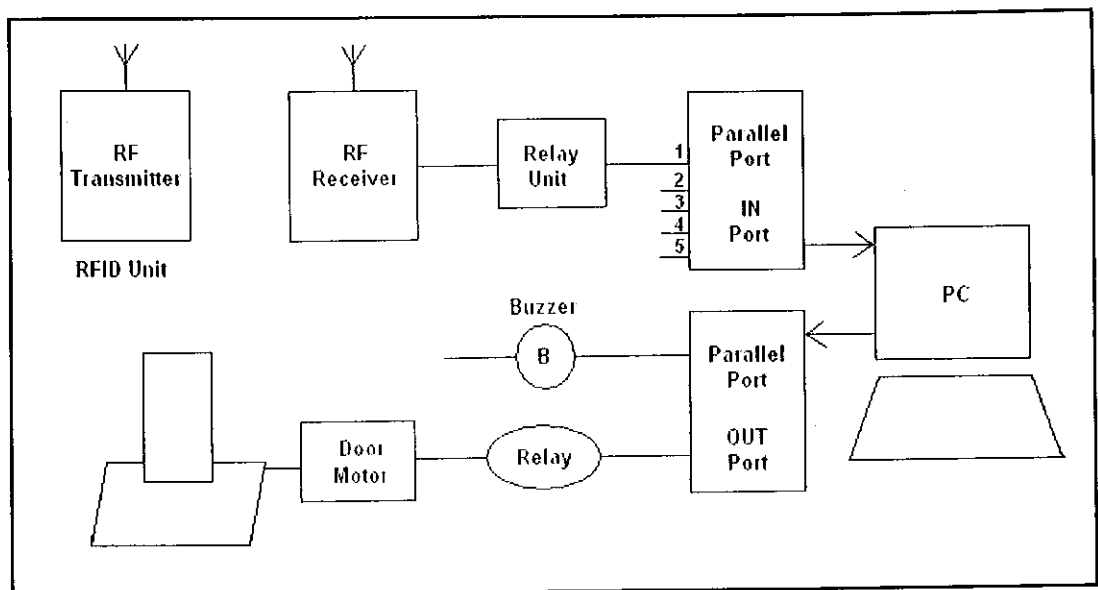 RF
Transmitter
RFID Unit
RF
Receiver
Relay
Unit
1
2
3
4
5
Parallel
Port
IN
Port
PC
Buzzer
B
Parallel
Port
OUT
Port
Door
Motor
Relay